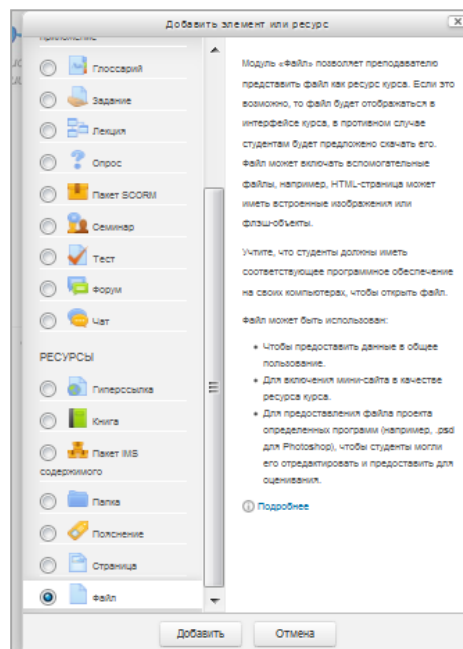 Добавить элемент или ресурс
приложение
Глоссарий
Задание
Лекция
Опрос
Пакет SCORM
Семинар
Тест
Форум
Чат
РЕСУРСЫ
Гиперссылка
Книга
Пакет IMS
содержимого
Папка
Пояснение
Страница
Файл
Модуль «Файл» позволяет преподавателю
представить файл как ресурс курса. Если это
возможно, то файл будет отображаться в
интерфейсе курса, в противном случае
студентам будет предложено скачать его.
Файл может включать вспомогательные
файлы, например, HTML-страница может
иметь встроенные изображения или
флэш-объекты.
Учтите, что студенты должны иметь
соответствующее программное обеспечение
на своих компьютерах, чтобы открыть файл.
Файл может быть использован:
• Чтобы предоставить данные в общее
пользование.
• Для включения мини-сайта в качестве
ресурса курса.
• Для предоставления файла проекта
определенных программ (например, .psd
для Photoshop), чтобы студенты могли
его отредактировать и предоставить для
оценивания.
Подробнее
Добавить
Отмена